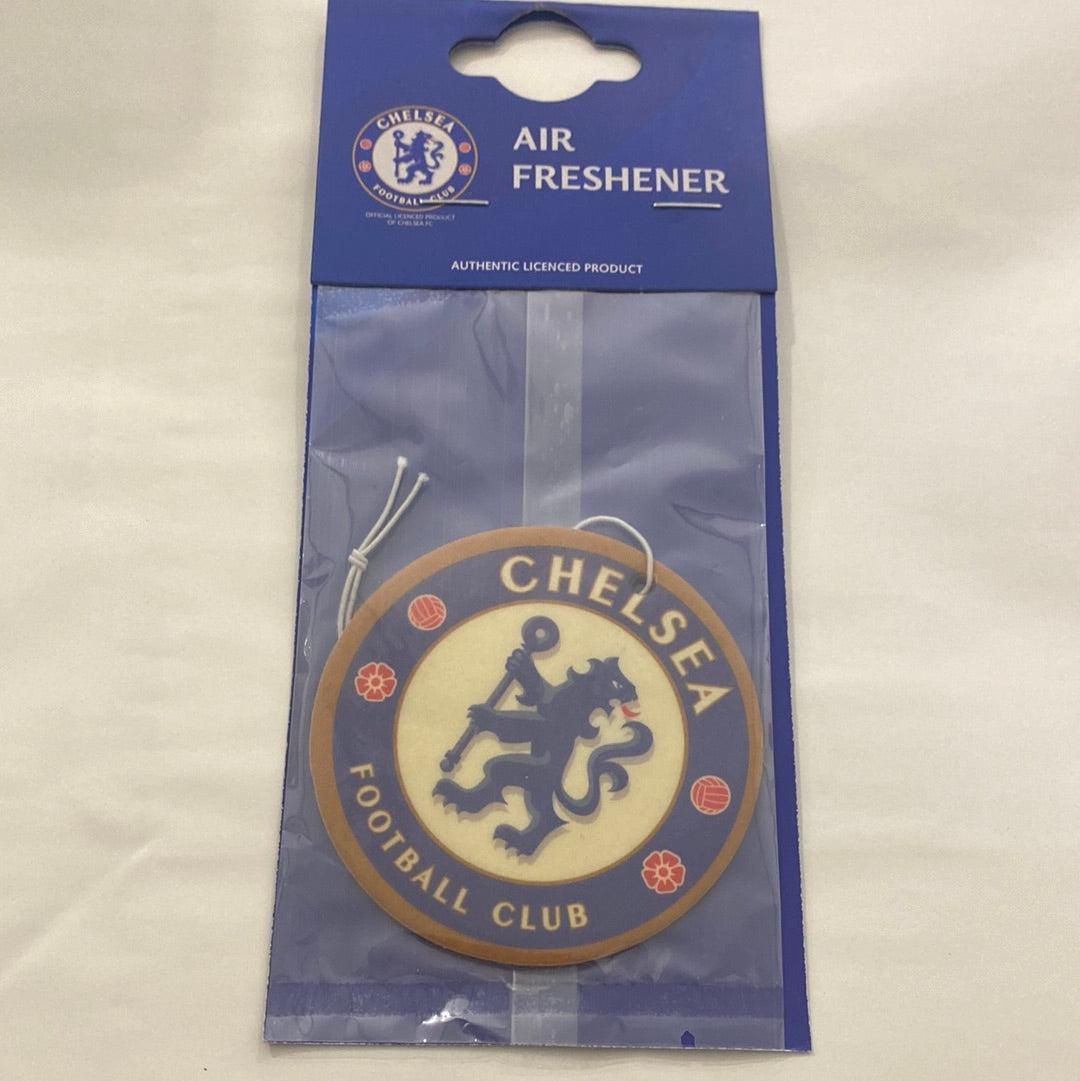 CHELSEA
FOOTBALL CLUB
OFFICIAL LICENCED PRODUCT
OF CHELSEA FC
AIR
FRESHENER
AUTHENTIC LICENCED PRODUCT
CHELSEA
FOOTBALL CLUB